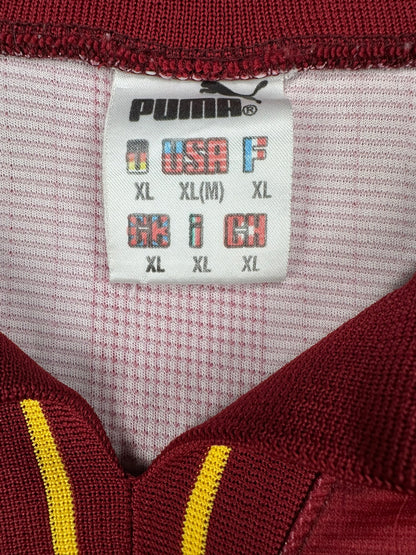 PUMA®
D USA F
XL XL(M) XL
GB i CH
XL XL XL